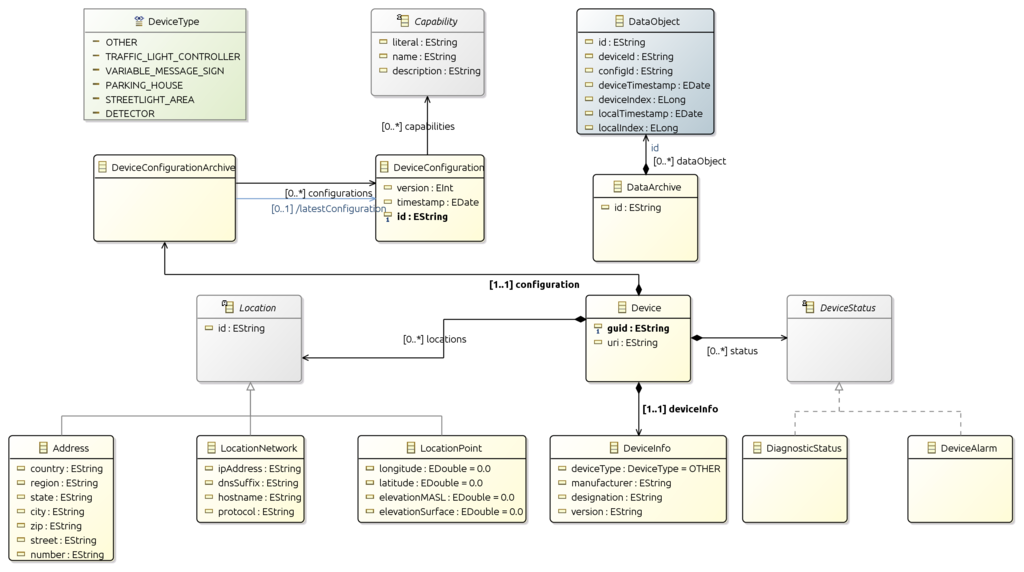 DeviceType
OTHER
TRAFFIC_LIGHT_CONTROLLER
VARIABLE_MESSAGE_SIGN
PARKING_HOUSE
STREETLIGHT_AREA
DETECTOR
Capability
literal : EString
name : EString
description : EString
DataObject
id : EString
deviceId : EString
configId : EString
deviceTimestamp : EDate
deviceIndex : ELong
localTimestamp : EDate
localIndex : ELong
[0..*] capabilities
id
[0..*] dataObject
DeviceConfigurationArchive
[0..*] configurations
[0..1] /latestConfiguration
DeviceConfiguration
version : EInt
timestamp : EDate
id : EString
DataArchive
id : EString
[1..1] configuration
Location
id : EString
[0..*] locations
Device
guid : EString
uri : EString
[0..*] status
DeviceStatus
[1..1] deviceInfo
Address
country : EString
region : EString
state : EString
city : EString
zip : EString
street : EString
number : EString
LocationNetwork
ipAddress : EString
dnsSuffix : EString
hostname : EString
protocol : EString
LocationPoint
longitude : EDouble = 0.0
latitude : EDouble = 0.0
elevationMASL : EDouble = 0.0
elevationSurface : EDouble = 0.0
DeviceInfo
deviceType : DeviceType = OTHER
manufacturer : EString
designation : EString
version : EString
DiagnosticStatus
DeviceAlarm